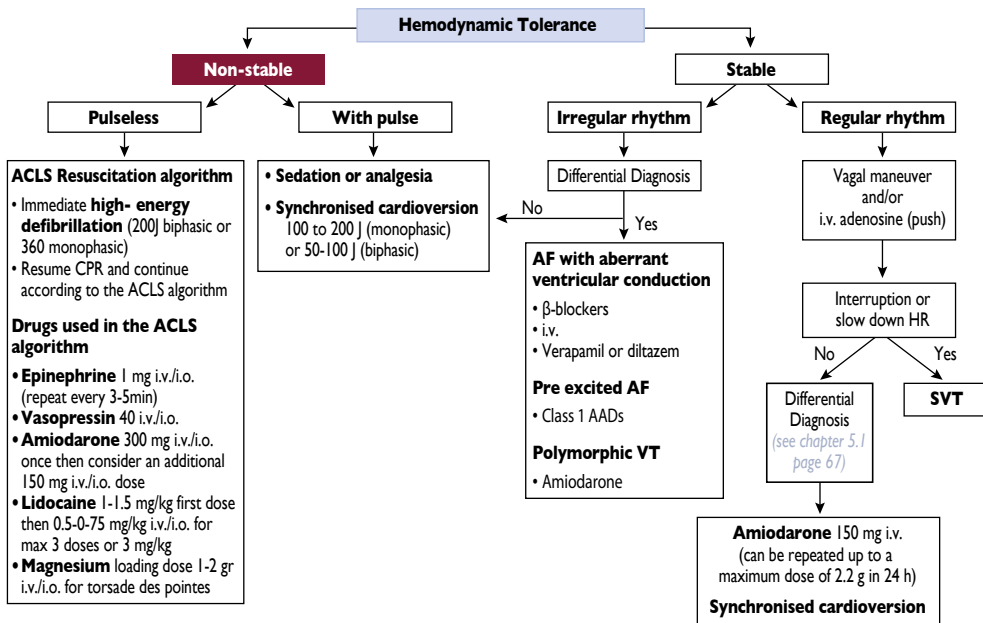 Hemodynamic Tolerance
Non-stable
Stable
Pulseless
With pulse
Irregular rhythm
Regular rhythm
ACLS Resuscitation algorithm
• Immediate high- energy
defibrillation (200J biphasic or
360 monophasic)
• Resume CPR and continue
according to the ACLS algorithm
Drugs used in the ACLS
algorithm
• Epinephrine 1 mg i.v./i.o.
(repeat every 3-5min)
• Vasopressin 40 i.v./i.o.
• Amiodarone 300 mg i.v./i.o.
once then consider an additional
150 mg i.v./i.o. dose
• Lidocaine 1-1.5 mg/kg first dose
then 0.5-0-75 mg/kg i.v./i.o. for
max 3 doses or 3 mg/kg
• Magnesium loading dose 1-2 gr
i.v./i.o. for torsade des pointes
• Sedation or analgesia
• Synchronised cardioversion
100 to 200 J (monophasic)
or 50-100 J (biphasic)
Differential Diagnosis
No
Yes
AF with aberrant
ventricular conduction
• β-blockers
• i.v.
• Verapamil or diltazem
Pre excited AF
• Class 1 AADs
Polymorphic VT
• Amiodarone
Vagal maneuver
and/or
i.v. adenosine (push)
Interruption or
slow down HR
No
Yes
Differential
Diagnosis
(see chapter 5.1
page 67)
SVT
Amiodarone 150 mg i.v.
(can be repeated up to a
maximum dose of 2.2 g in 24 h)
Synchronised cardioversion